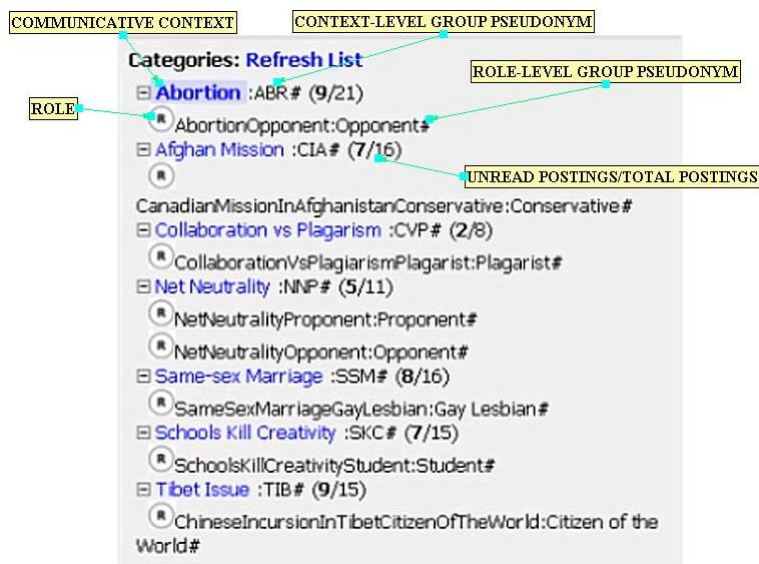 COMMUNICATIVE CONTEXT
CONTEXT-LEVEL GROUP PSEUDONYM
Categories: Refresh List
ROLE-LEVEL GROUP PSEUDONYM
Abortion :ABR# (9/21)
ROLE
R AbortionOpponent:Opponent#
Afghan Mission :CIA# (7/16)
R
UNREAD POSTINGS/TOTAL POSTINGS
CanadianMissionInAfghanistanConservative:Conservative#
Collaboration vs Plagarism :CVP# (2/8)
R CollaborationVsPlagiarismPlagarist:Plagarist#
Net Neutrality :NNP# (5/11)
R NetNeutralityProponent:Proponent#
R NetNeutralityOpponent:Opponent#
Same-sex Marriage :SSM# (8/16)
R SameSexMarriageGayLesbian:Gay Lesbian#
Schools Kill Creativity :SKC# (7/15)
R SchoolsKillCreativityStudent:Student#
Tibet Issue :TIB# (9/15)
R ChineseIncursionInTibetCitizenOfTheWorld:Citizen of the
World#